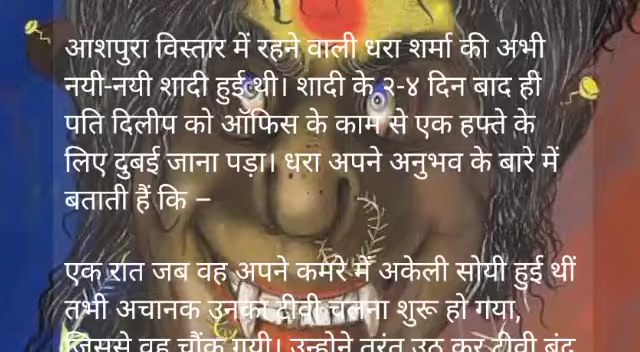 आशपुरा विस्तार में रहने वाली धरा शर्मा की अभी
नयी-नयी शादी हुई थी। शादी के २-४ दिन बाद ही
पति दिलीप को ऑफिस के काम से एक हफ्ते के
लिए दुबई जाना पड़ा। धरा अपने अनुभव के बारे में
बताती हैं कि –
एक रात जब वह अपने कमरे में अकेली सोयी हुई थीं
तभी अचानक उनका टीवी चलना शुरू हो गया,
जिससे वह चौंक गयी। उन्होने तुरंत उठ कर टीवी बंद